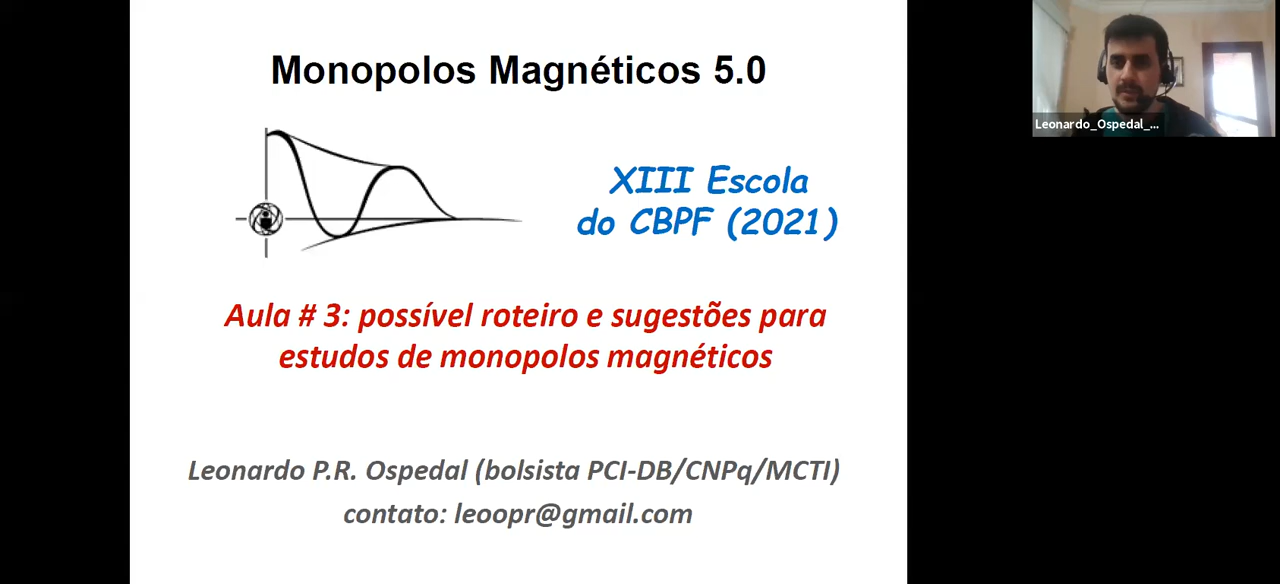 Monopolos Magnéticos 5.0
Leonardo_Ospedal_...
XIII Escola
do CBPF (2021)
Aula # 3: possível roteiro e sugestões para
estudos de monopolos magnéticos
Leonardo P.R. Ospedal (bolsista PCI-DB/CNPq/MCTI)
contato: leoopr@gmail.com